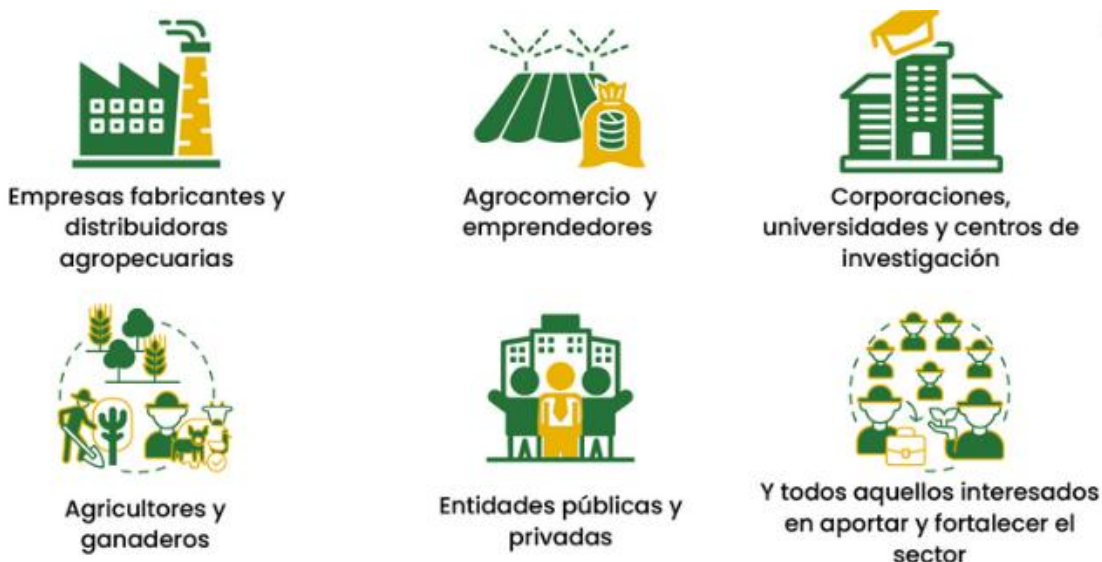 Empresas fabricantes y
distribuidoras
agropecuarias
Agrocomercio y
emprendedores
Corporaciones,
universidades y centros de
investigación
Agricultores y
ganaderos
Entidades públicas y
privadas
Y todos aquellos interesados
en aportar y fortalecer el
sector